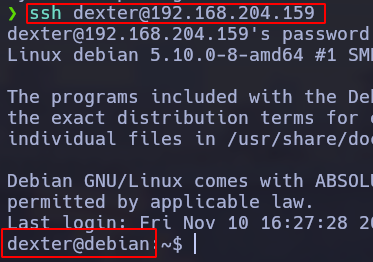 ❯ ssh dexter@192.168.204.159
dexter@192.168.204.159's password
Linux debian 5.10.0-8-amd64 #1 SM
The programs included with the De
the exact distribution terms for
individual files in /usr/share/do
Debian GNU/Linux comes with ABSOL
permitted by applicable law.
Last login: Fri Nov 10 16:27:28 2
dexter@debian:~$